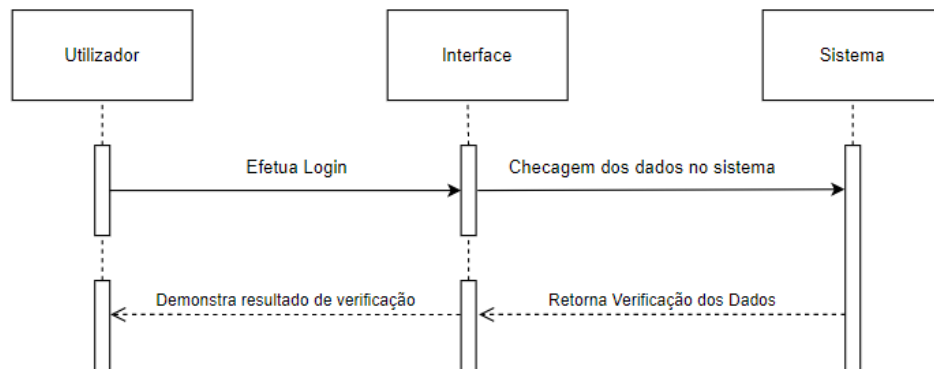 Utilizador
Interface
Sistema
Efetua Login
Checagem dos dados no sistema
Demonstra resultado de verificação
Retorna Verificação dos Dados